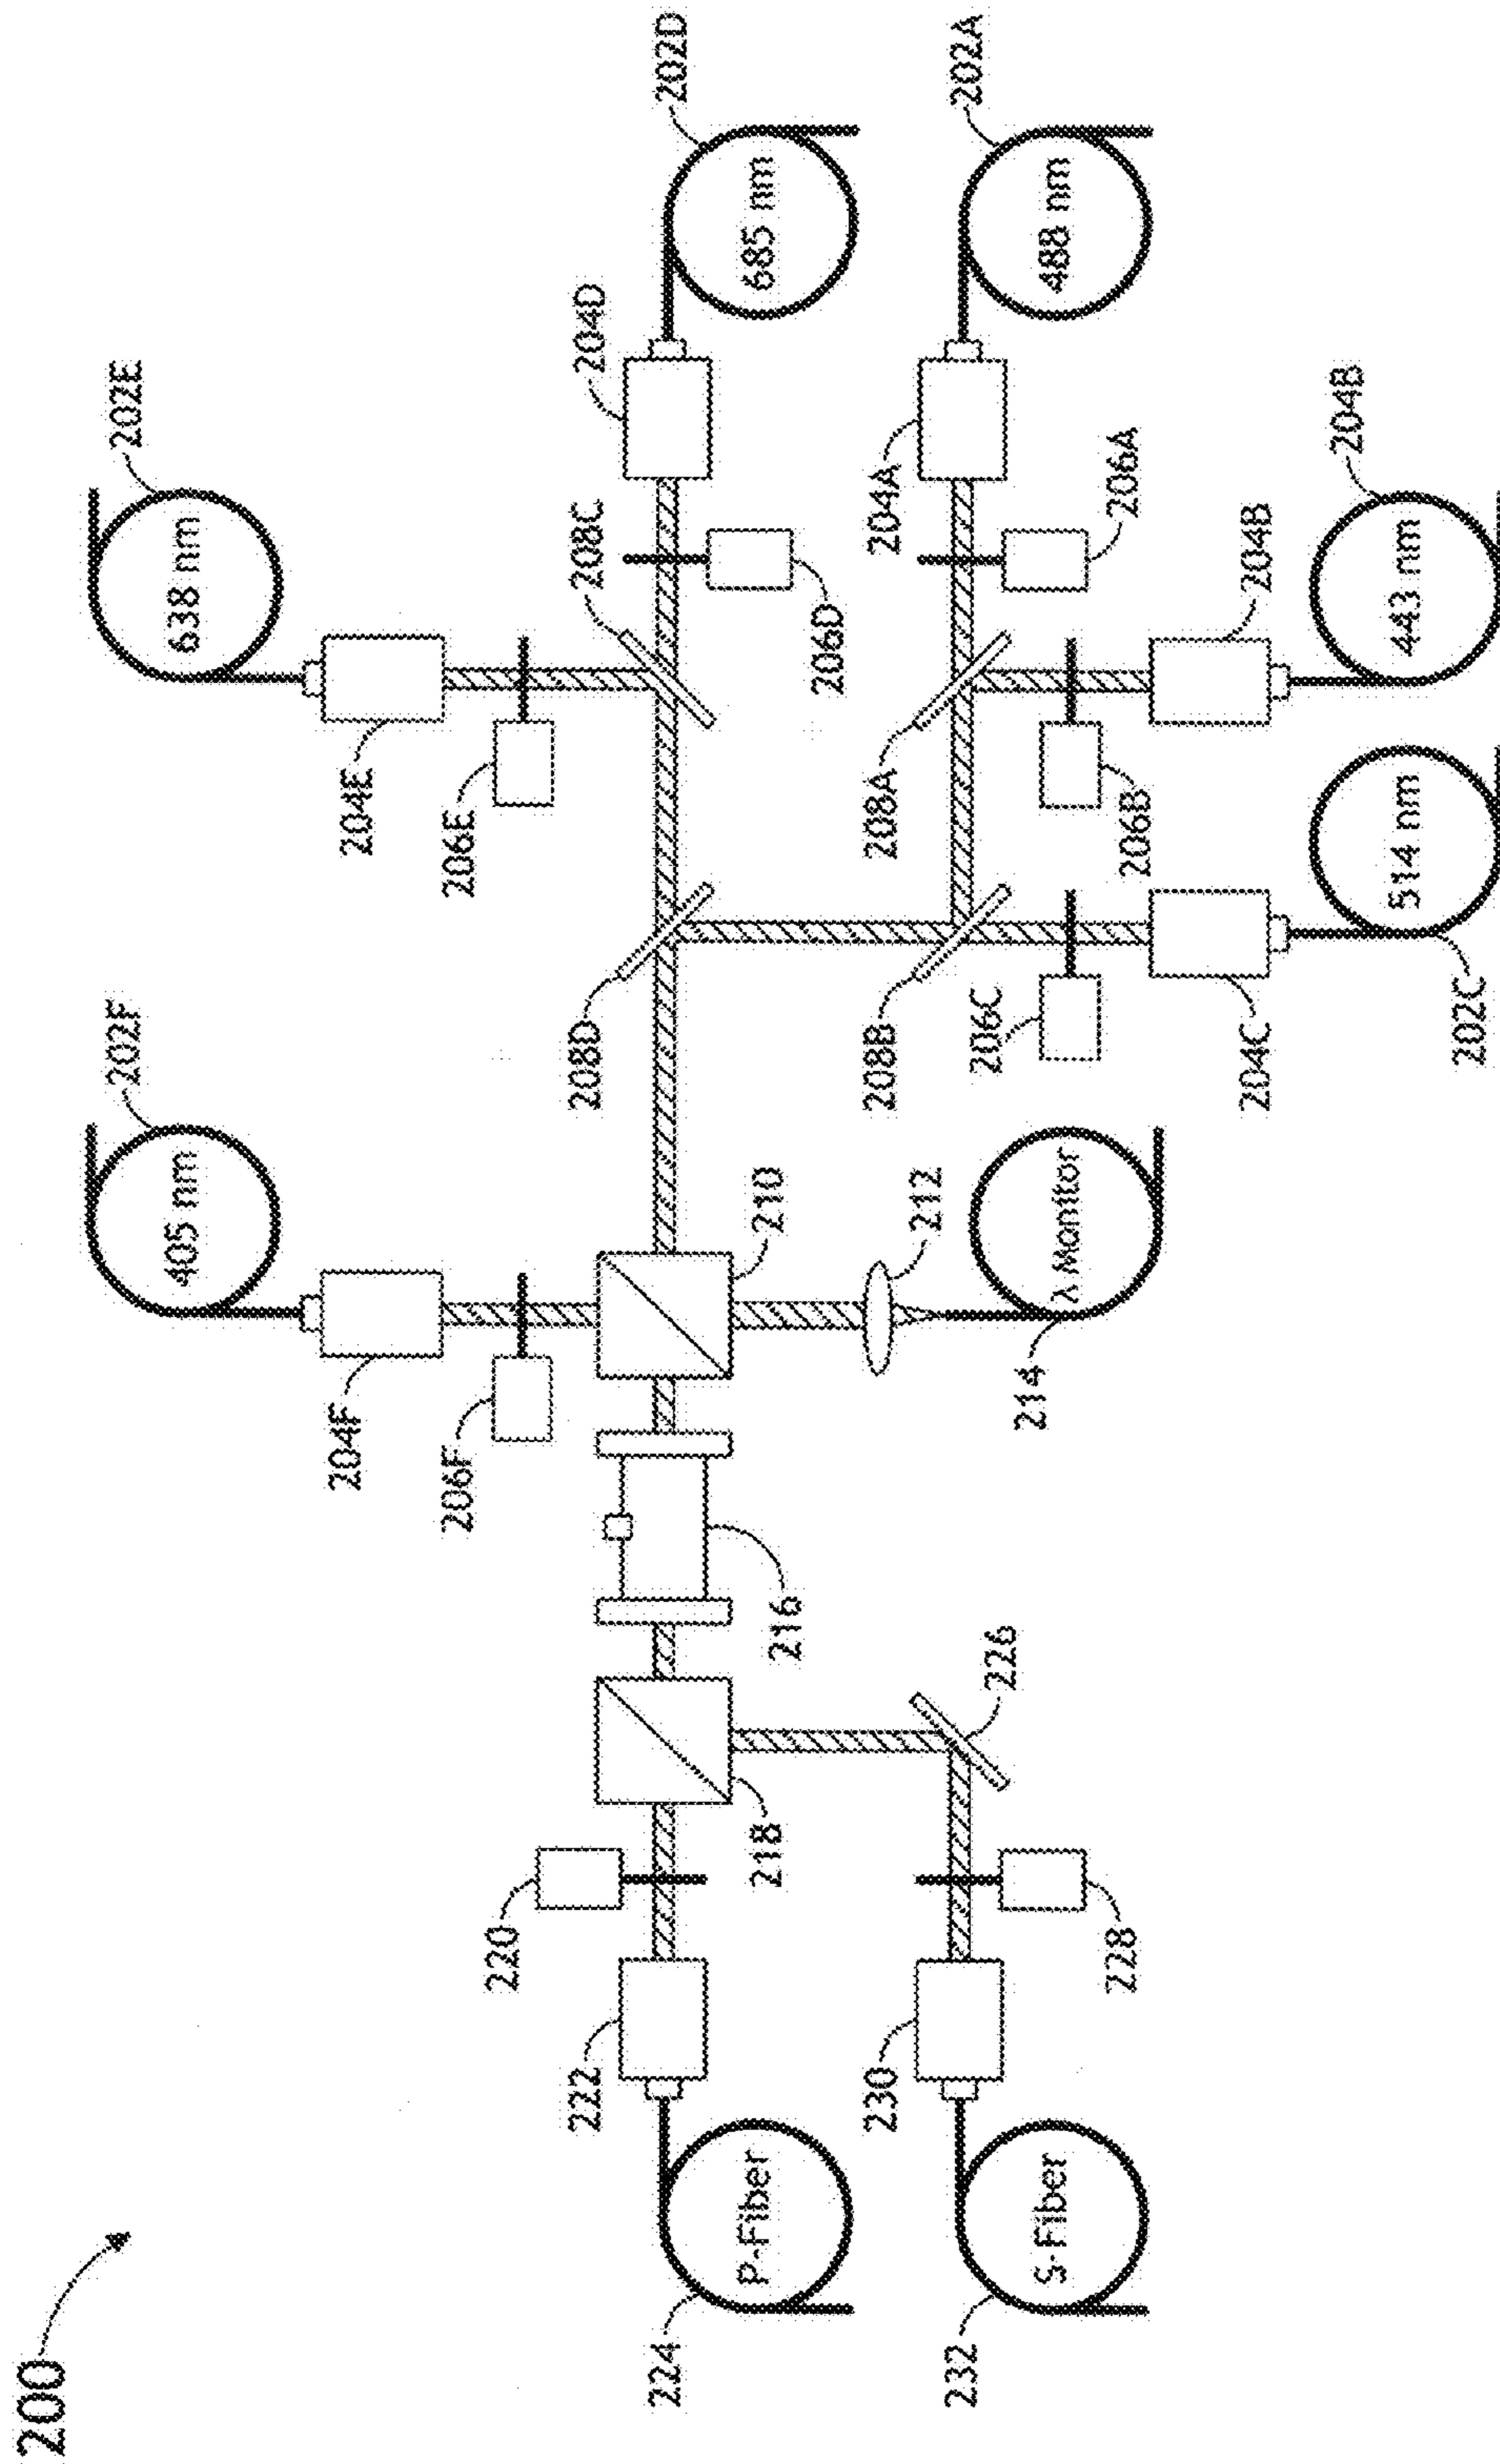 200
202E
638 nm
204E
206E
208C
202D
685 nm
204D
206D
202F
405 nm
204F
206F
208D
210
212
λ Monitor
214
208A
204A
206A
202A
488 nm
204B
443 nm
204B
206B
208B
206C
204C
514 nm
202C
216
218
220
222
P-Fiber
224
226
228
230
S-Fiber
232